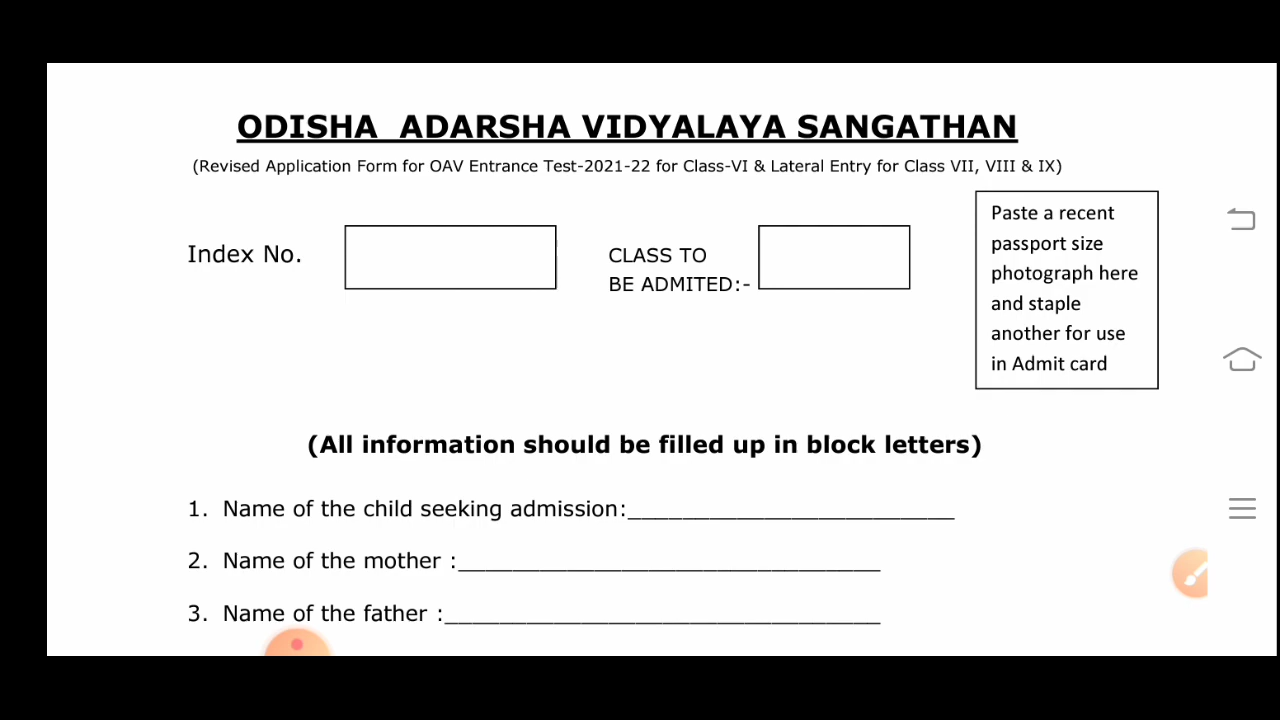 ODISHA ADARSHA VIDYALAYA SANGATHAN
(Revised Application Form for OAV Entrance Test-2021-22 for Class-VI & Lateral Entry for Class VII, VIII & IX)
Index No.
CLASS TO
BE ADMITED:-
Paste a recent
passport size
photograph here
and staple
another for use
in Admit card
(All information should be filled up in block letters)
1. Name of the child seeking admission:________________________
2. Name of the mother :_______________________________
3. Name of the father :________________________________